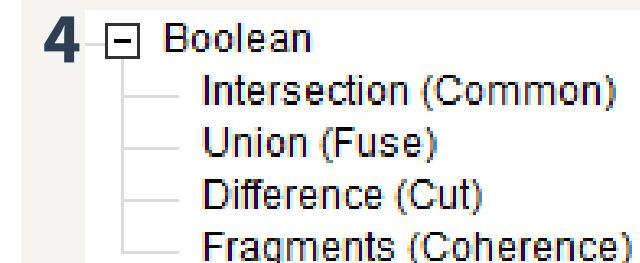 4 Boolean
Intersection (Common)
Union (Fuse)
Difference (Cut)
Fragments (Coherence)